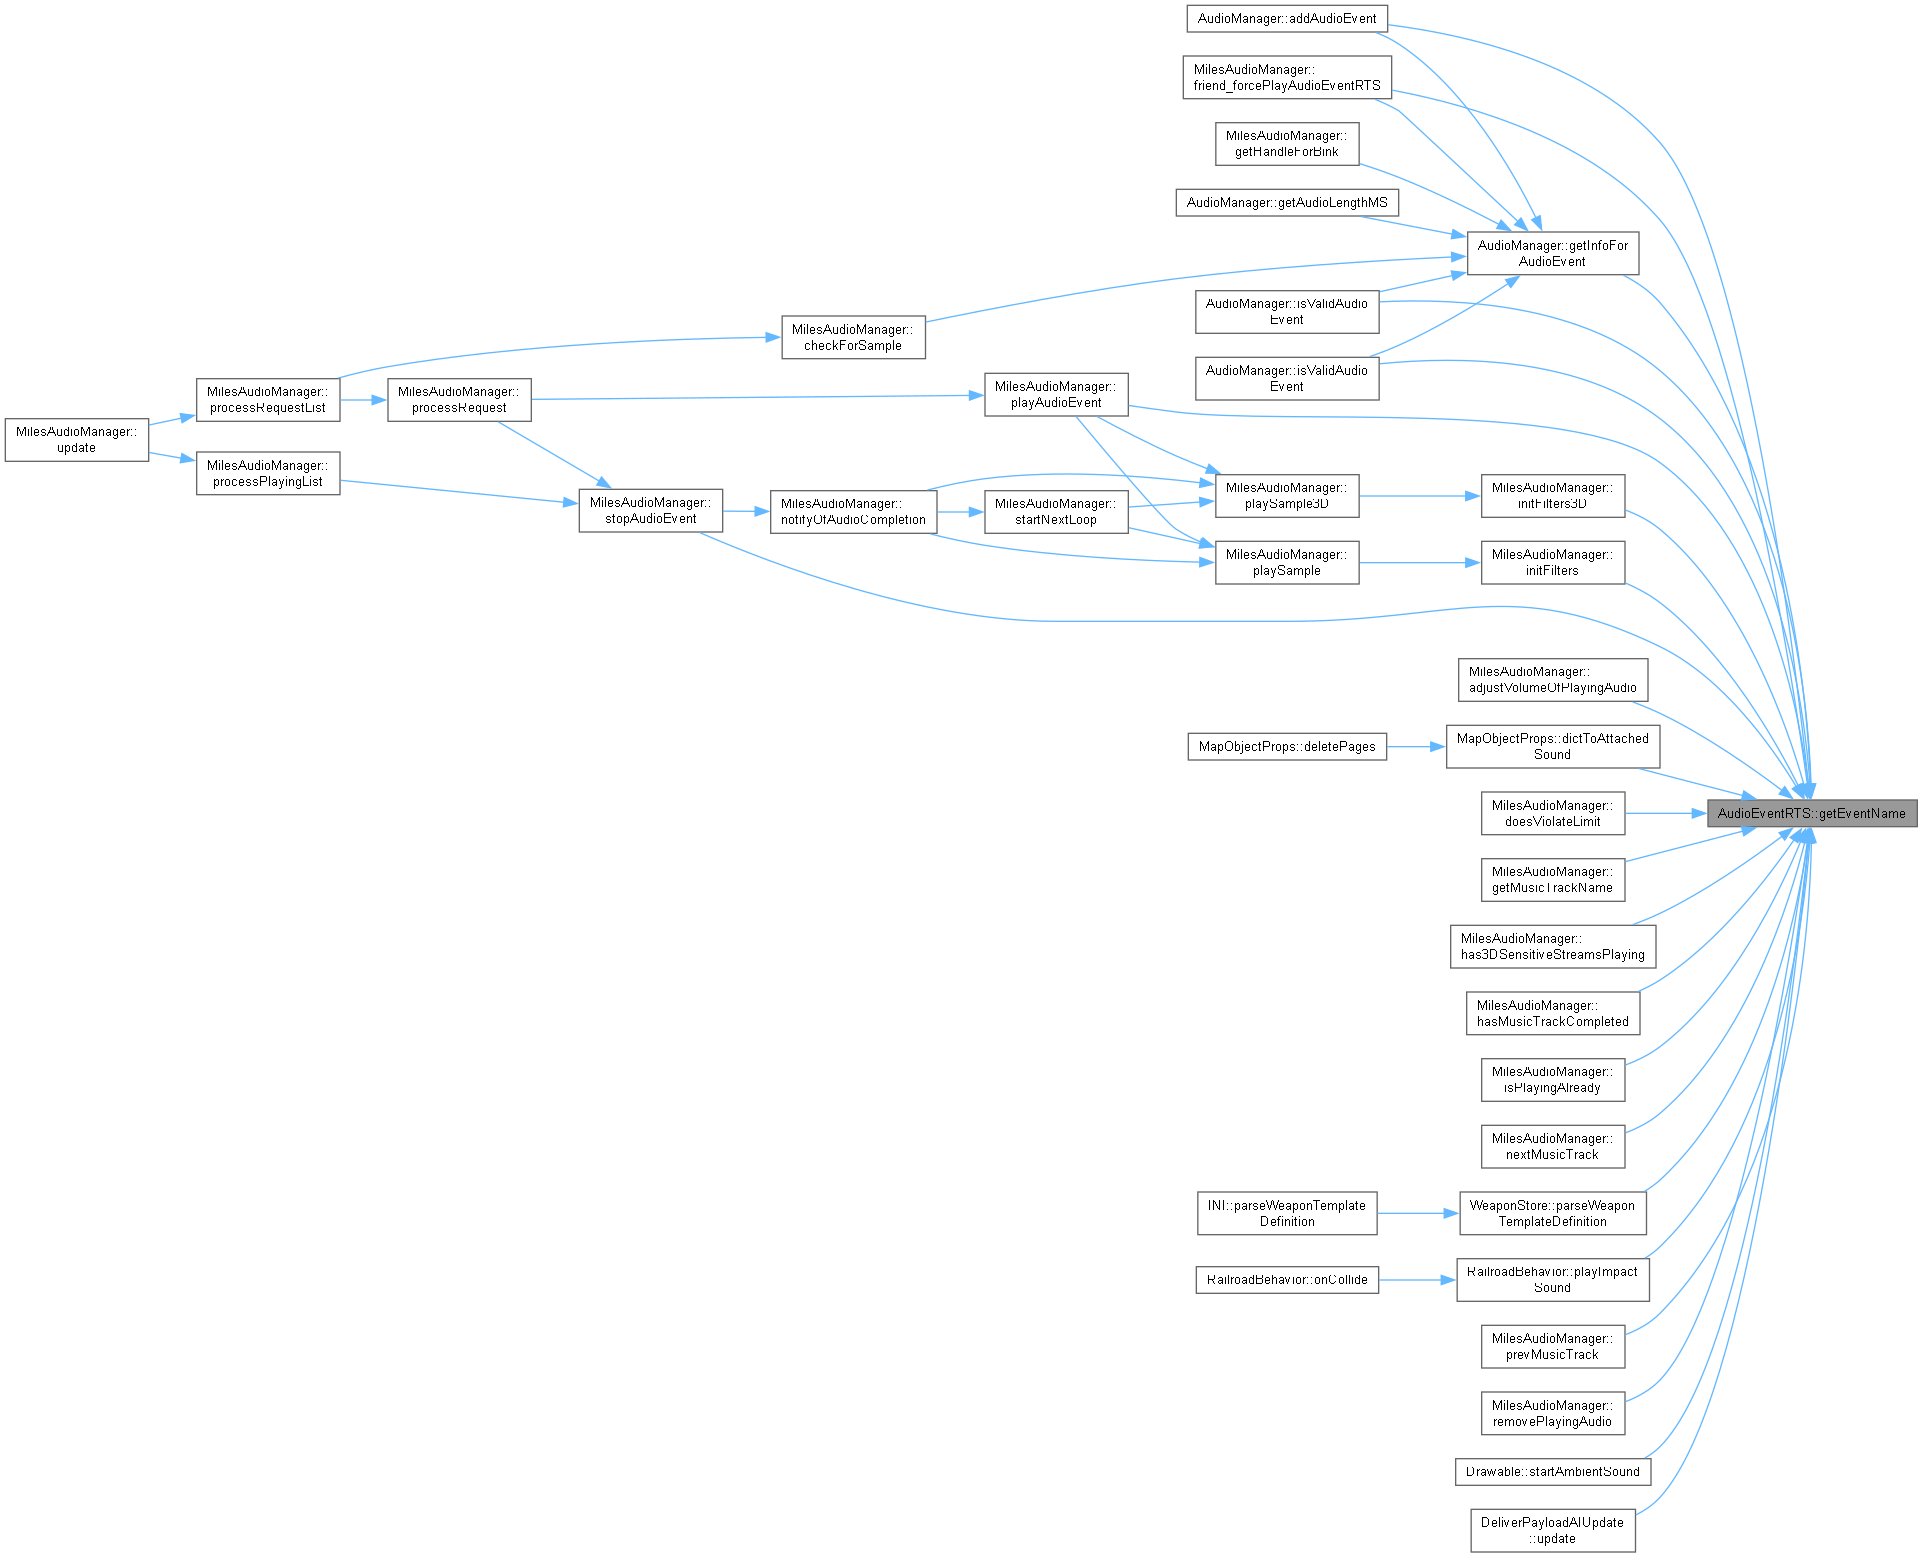 AudioManager::addAudioEvent
MilesAudioManager::
friend_forcePlayAudioEventRTS
MilesAudioManager::
getHandleForBink
AudioManager::getAudioLengthMS
AudioManager::getInfoFor
AudioEvent
AudioManager::isValidAudio
Event
MilesAudioManager::
checkForSample
AudioManager::isValidAudio
Event
MilesAudioManager::
processRequestList
MilesAudioManager::
processRequest
MilesAudioManager::
playAudioEvent
MilesAudioManager::
update
MilesAudioManager::
processPlayingList
MilesAudioManager::
stopAudioEvent
MilesAudioManager::
notifyOfAudioCompletion
MilesAudioManager::
startNextLoop
MilesAudioManager::
playSample3D
MilesAudioManager::
initFilters3D
MilesAudioManager::
playSample
MilesAudioManager::
initFilters
MilesAudioManager::
adjustVolumeOfPlayingAudio
MapObjectProps::deletePages
MapObjectProps::dictToAttached
Sound
MilesAudioManager::
doesViolateLimit
AudioEventRTS::getEventName
MilesAudioManager::
getMusicTrackName
MilesAudioManager::
has3DSensitiveStreamsPlaying
MilesAudioManager::
hasMusicTrackCompleted
MilesAudioManager::
isPlayingAlready
MilesAudioManager::
nextMusicTrack
INI::parseWeaponTemplate
Definition
WeaponStore::parseWeapon
TemplateDefinition
RailroadBehavior::onCollide
RailroadBehavior::playImpact
Sound
MilesAudioManager::
prevMusicTrack
MilesAudioManager::
removePlayingAudio
Drawable::startAmbientSound
DeliverPayloadAIUpdate
::update